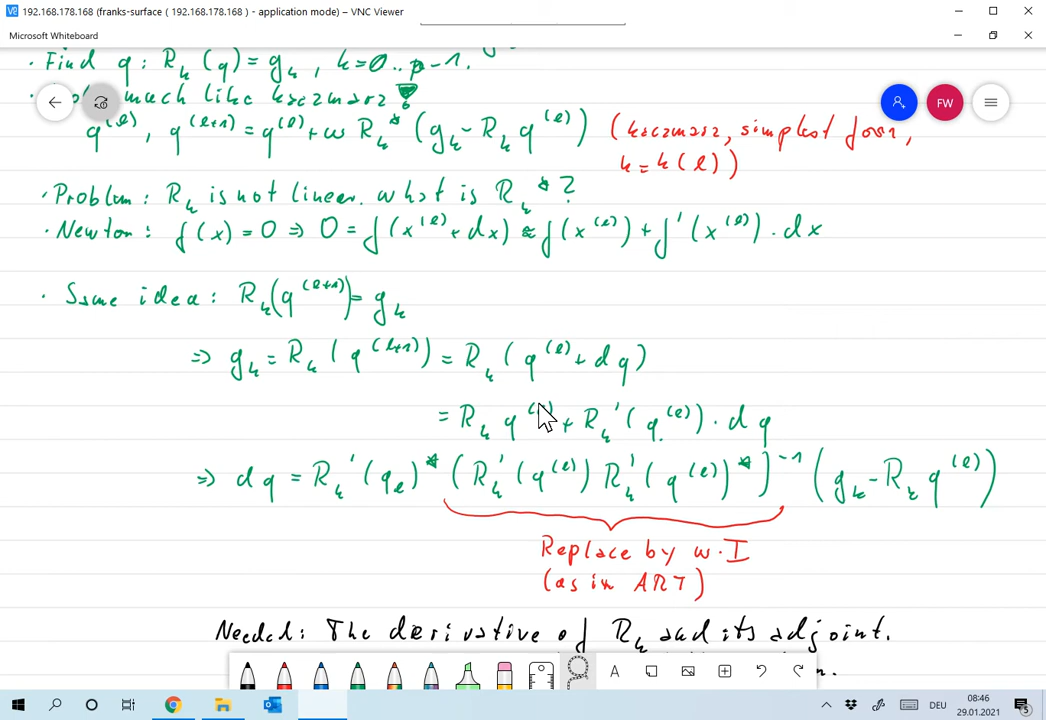 192.168.178.168 (franks-surface ( 192.168.178.168 ) - application mode) – VNC Viewer
Microsoft Whiteboard
· Find q : R_k (q) = g_k , k=0..p-1.
much like kaczmarz
q^(l), q^(l+1) = q^(l) + ω R_k^* (g_k - R_k q^(l)) (kaczmarz, simplest form, k = k(l))
FW
· Problem: R_k is not linear. what is R_k^* ?
· Newton: f(x) = 0 ⇒ 0 = f(x^(l) + dx) ≈ f(x^(l)) + f'(x^(l)) · dx
· Same idea: R_k(q^(l+1)) = g_k
⇒ g_k = R_k (q^(l+1)) = R_k (q^(l) + dq)
= R_k q^(l) + R_k' (q^(l)) · dq
⇒ dq = R_k' (q_l)^* (R_k' (q^(l)) R_k' (q^(l))^*)^-1 (g_k - R_k q^(l))
Replace by w · I
(as in ART)
Needed: The derivative of R_k and its adjoint.
A
DEU
08:46
29.01.2021
5